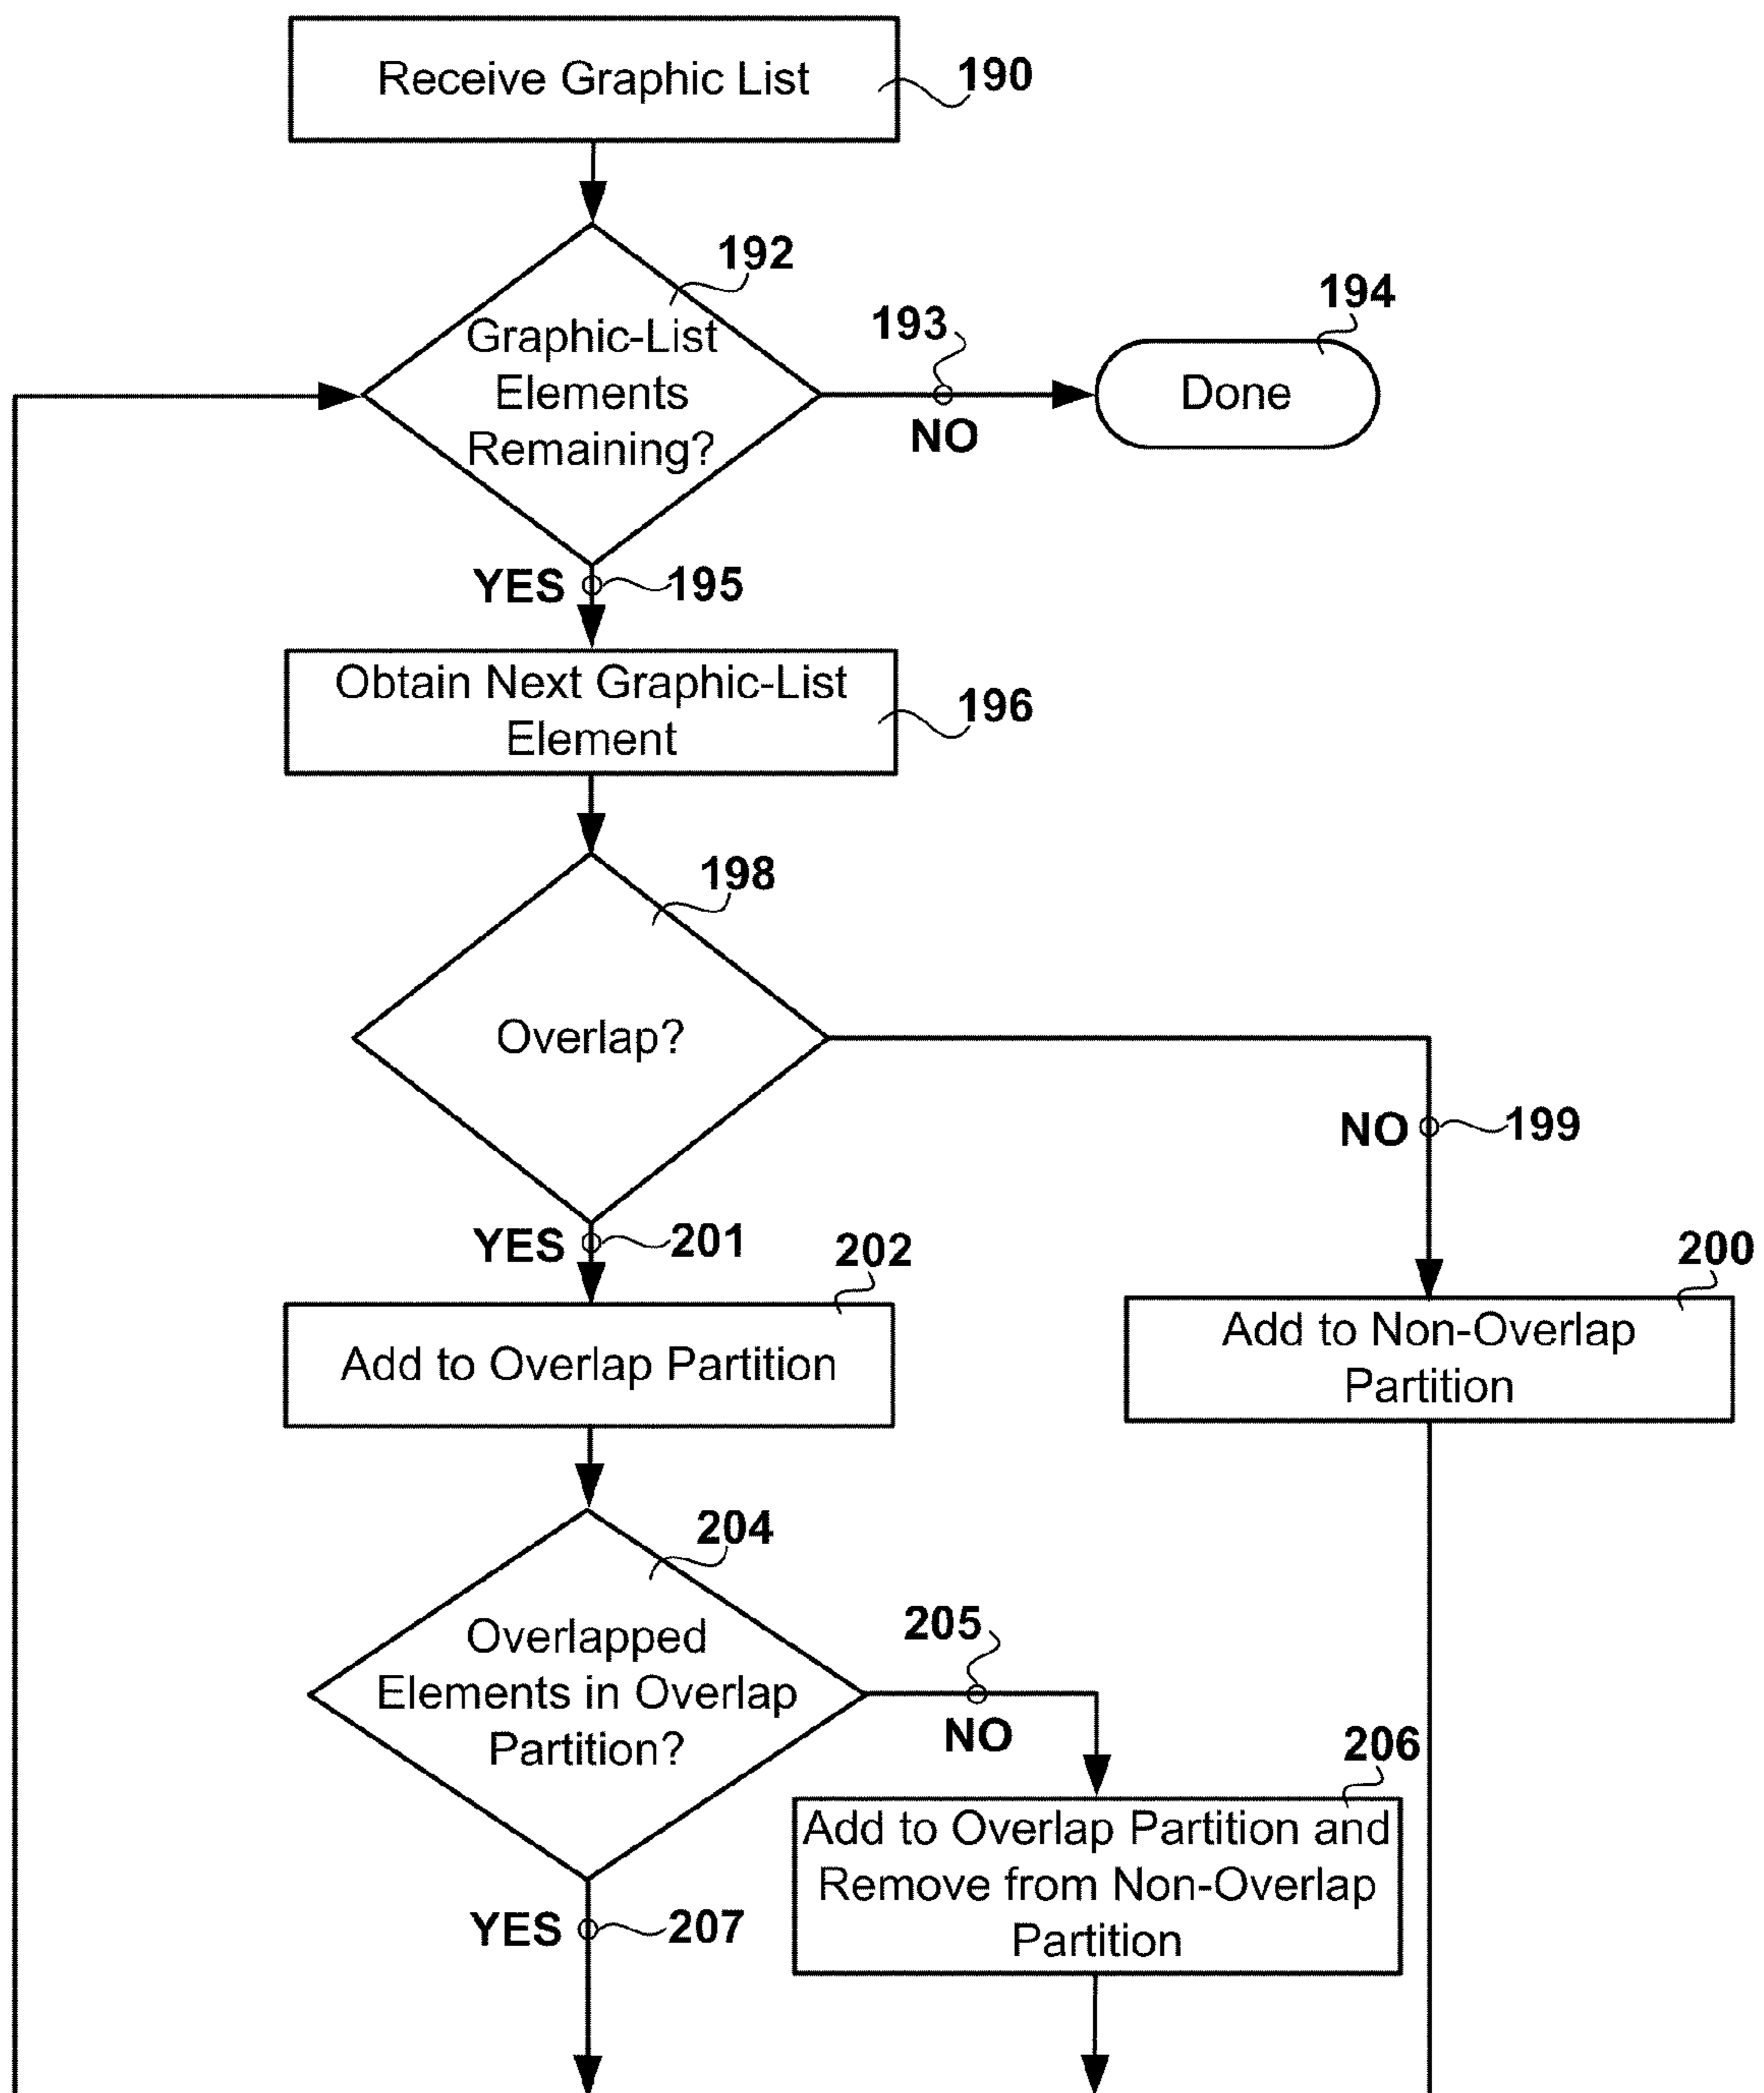 Receive Graphic List
190
192
Graphic-List
Elements
Remaining?
193
NO
194
Done
YES
195
Obtain Next Graphic-List
Element
196
198
Overlap?
NO
199
YES
201
202
Add to Overlap Partition
200
Add to Non-Overlap
Partition
204
Overlapped
Elements in Overlap
Partition?
205
NO
206
Add to Overlap Partition and
Remove from Non-Overlap
Partition
YES
207